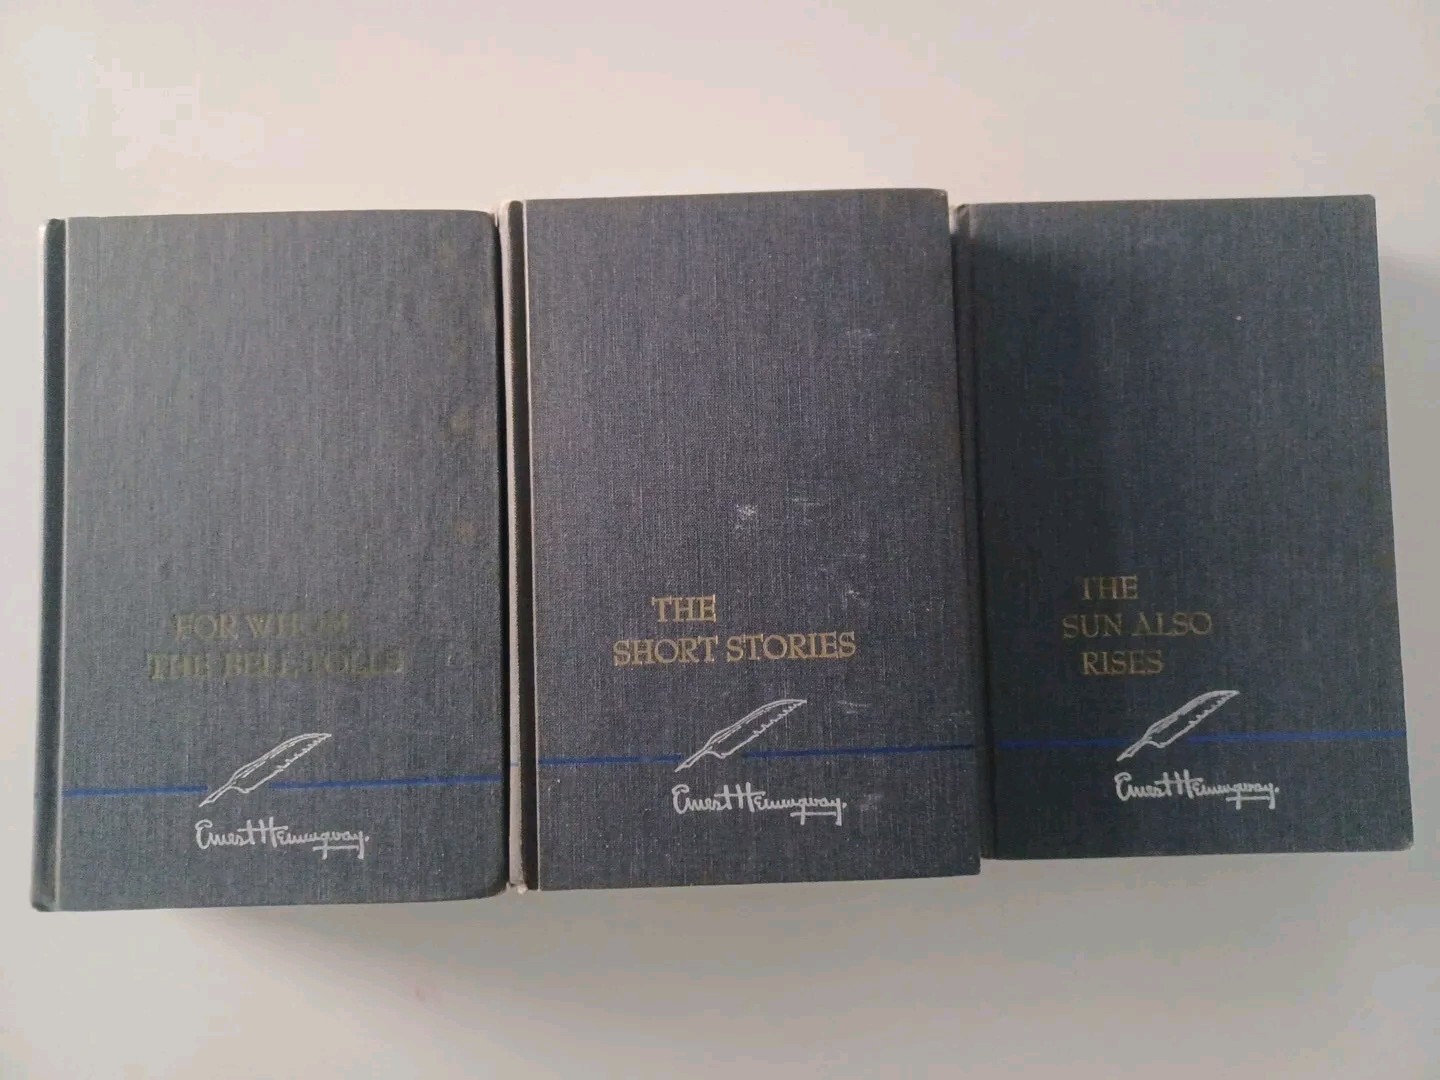 FOR WHOM
THE BELL TOLLS
Ernest Hemingway.
THE
SHORT STORIES
Ernest Hemingway.
THE
SUN ALSO
RISES
Ernest Hemingway.